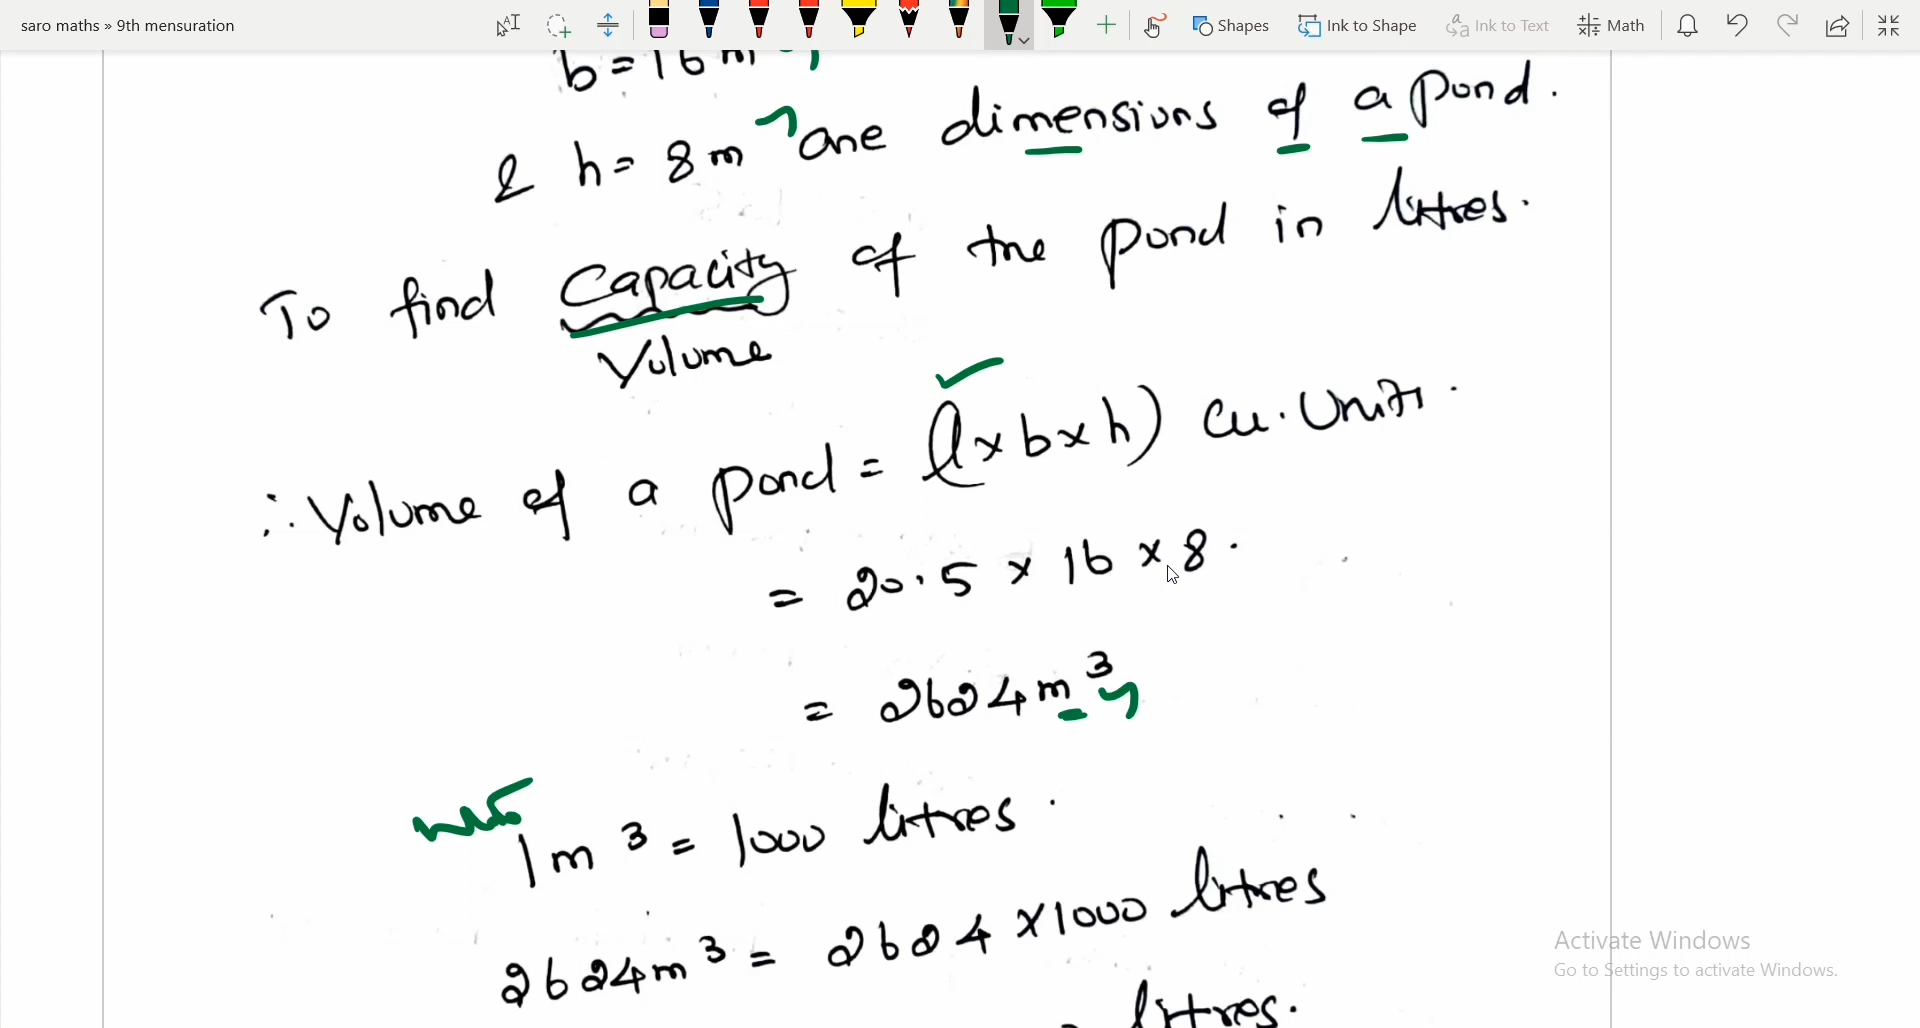 saro maths » 9th mensuration
Shapes Ink to Shape Ink to Text Math
b = 16 m
& h = 8 m are dimensions of a pond.
To find Capacity of the pond in litres.
Volume
∴ Volume of a pond = (l × b × h) cu. Units.
= 20.5 × 16 × 8.
= 2624 m³
1 m³ = 1000 litres.
2624 m³ = 2624 × 1000 litres
litres.
Activate Windows
Go to Settings to activate Windows.